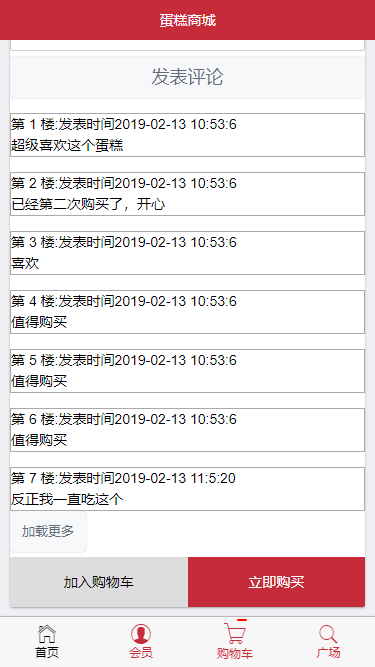 蛋糕商城
发表评论
第 1 楼:发表时间2019-02-13 10:53:6
超级喜欢这个蛋糕
第 2 楼:发表时间2019-02-13 10:53:6
已经第二次购买了，开心
第 3 楼:发表时间2019-02-13 10:53:6
喜欢
第 4 楼:发表时间2019-02-13 10:53:6
值得购买
第 5 楼:发表时间2019-02-13 10:53:6
值得购买
第 6 楼:发表时间2019-02-13 10:53:6
值得购买
第 7 楼:发表时间2019-02-13 11:5:20
反正我一直吃这个
加载更多
加入购物车 立即购买
首页 会员 购物车 广场